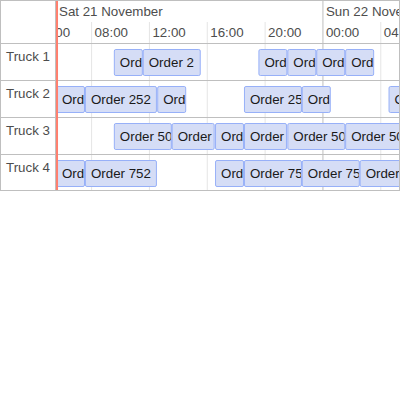 Sat 21 November Sun 22 Nove
:00 08:00 12:00 16:00 20:00 00:00 04
Truck 1 Ord Order 2 Ord Ord Ord Ord
Truck 2 Ord Order 252 Ord Order 25 Ord
Truck 3 Order 50 Order Ord Order Order 50 Order 50
Truck 4 Ord Order 752 Ord Order 75 Order 75 Order